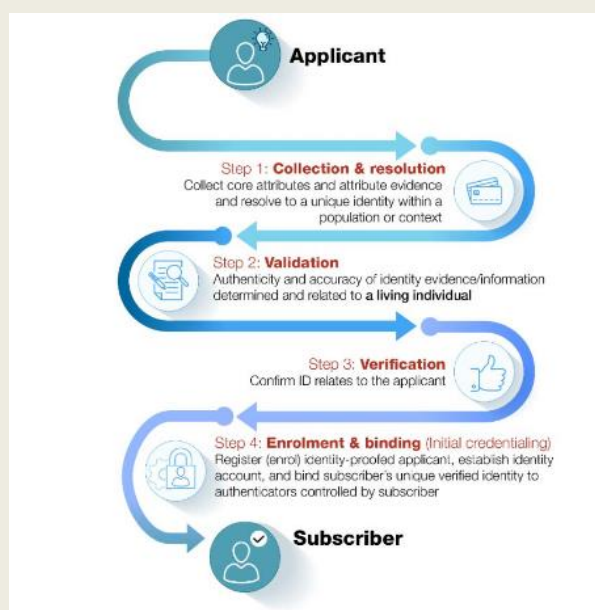 Applicant
Step 1: Collection & resolution
Collect core attributes and attribute evidence
and resolve to a unique identity within a
population or context
Step 2: Validation
Authenticity and accuracy of identity evidence/information
determined and related to a living individual
Step 3: Verification
Confirm ID relates to the applicant
Step 4: Enrolment & binding (Initial credentialing)
Register (enrol) identity-proofed applicant, establish identity
account, and bind subscriber's unique verified identity to
authenticators controlled by subscriber
Subscriber